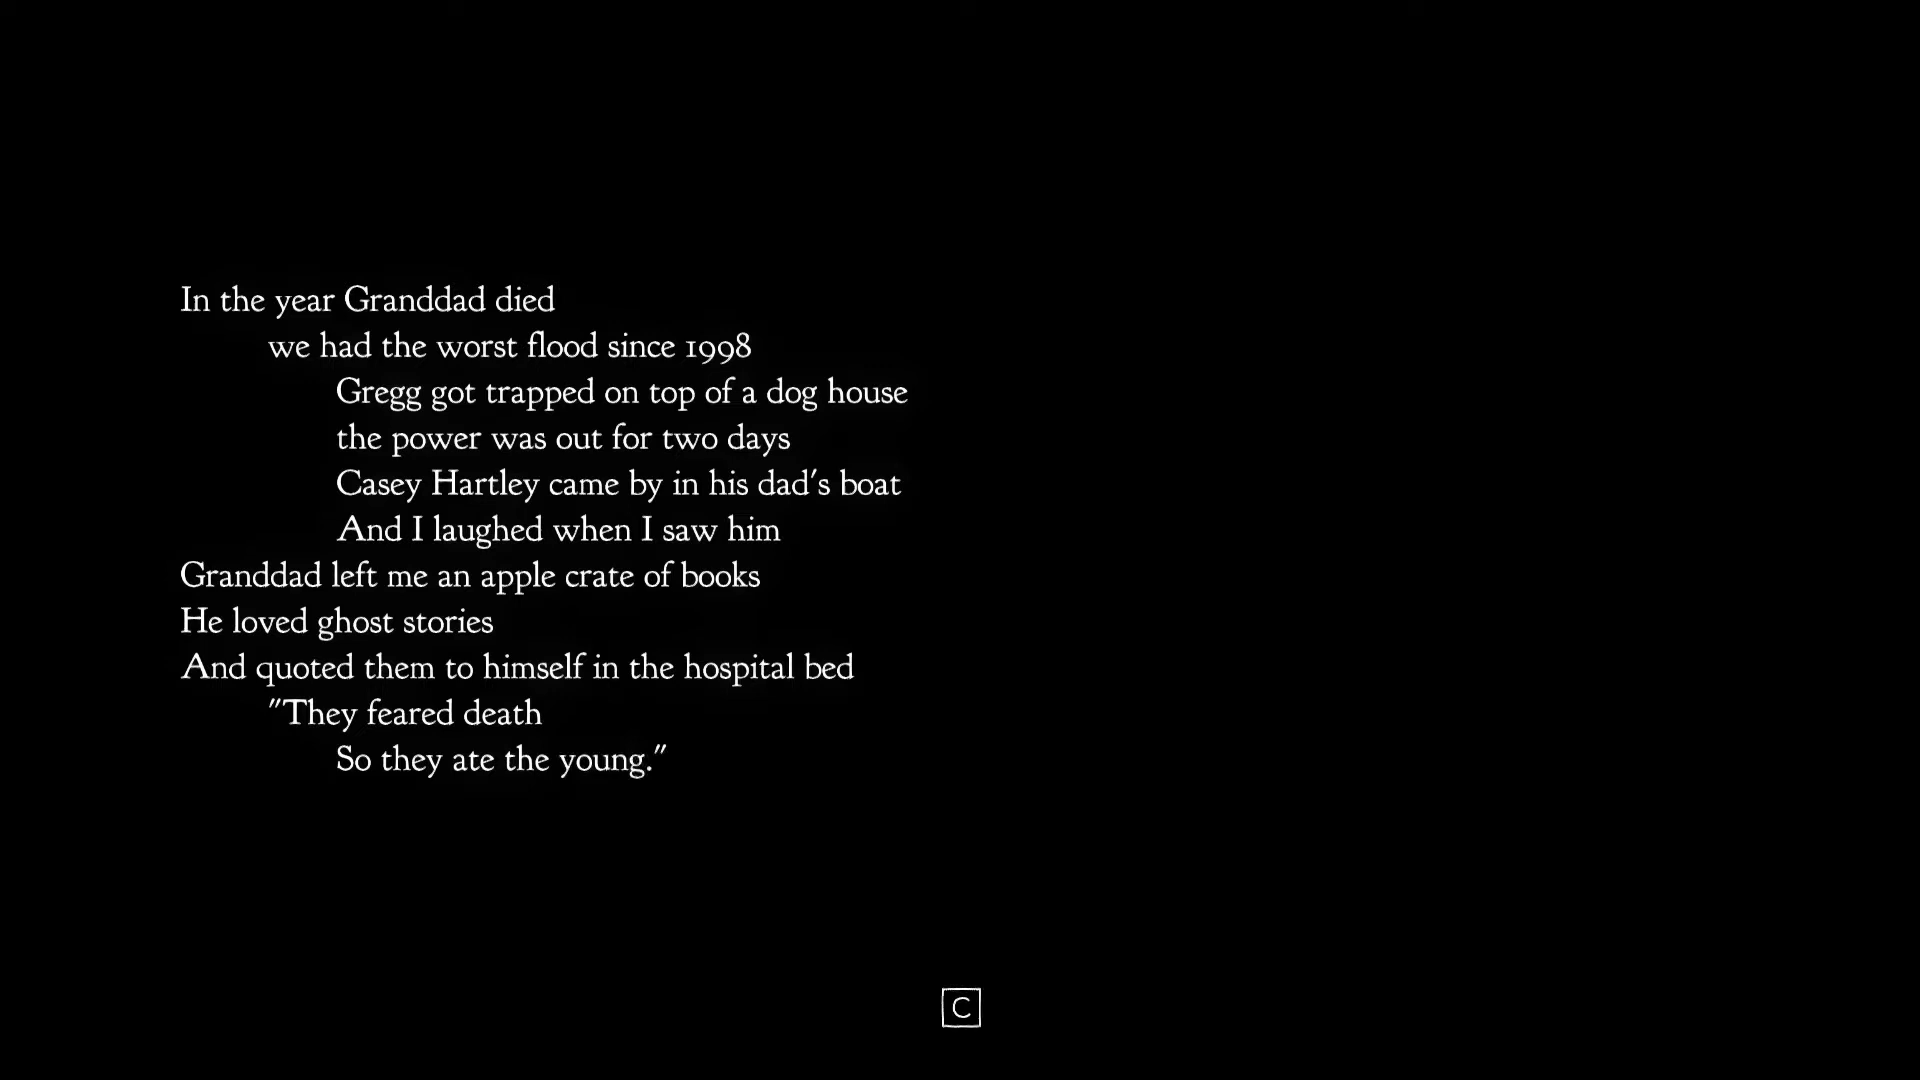 In the year Granddad died
we had the worst flood since 1998
Gregg got trapped on top of a dog house
the power was out for two days
Casey Hartley came by in his dad's boat
And I laughed when I saw him
Granddad left me an apple crate of books
He loved ghost stories
And quoted them to himself in the hospital bed
"They feared death
So they ate the young."
C